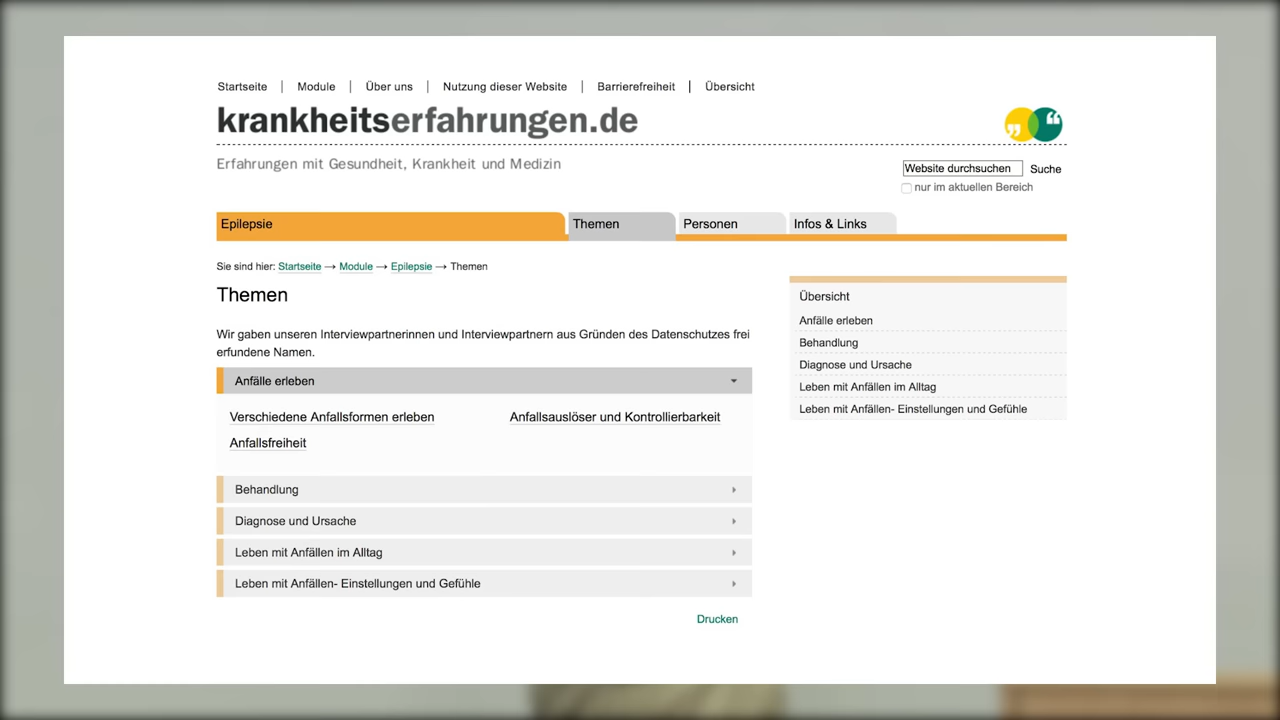 Startseite | Module | Über uns | Nutzung dieser Website | Barrierefreiheit | Übersicht
krankheitserfahrungen.de
Erfahrungen mit Gesundheit, Krankheit und Medizin
Website durchsuchen Suche
nur im aktuellen Bereich
Epilepsie Themen Personen Infos & Links
Sie sind hier: Startseite → Module → Epilepsie → Themen
Themen
Wir gaben unseren Interviewpartnerinnen und Interviewpartnern aus Gründen des Datenschutzes frei
erfundene Namen.
Anfälle erleben
Verschiedene Anfallsformen erleben Anfallsauslöser und Kontrollierbarkeit
Anfallsfreiheit
Behandlung
Diagnose und Ursache
Leben mit Anfällen im Alltag
Leben mit Anfällen- Einstellungen und Gefühle
Drucken
Übersicht
Anfälle erleben
Behandlung
Diagnose und Ursache
Leben mit Anfällen im Alltag
Leben mit Anfällen- Einstellungen und Gefühle